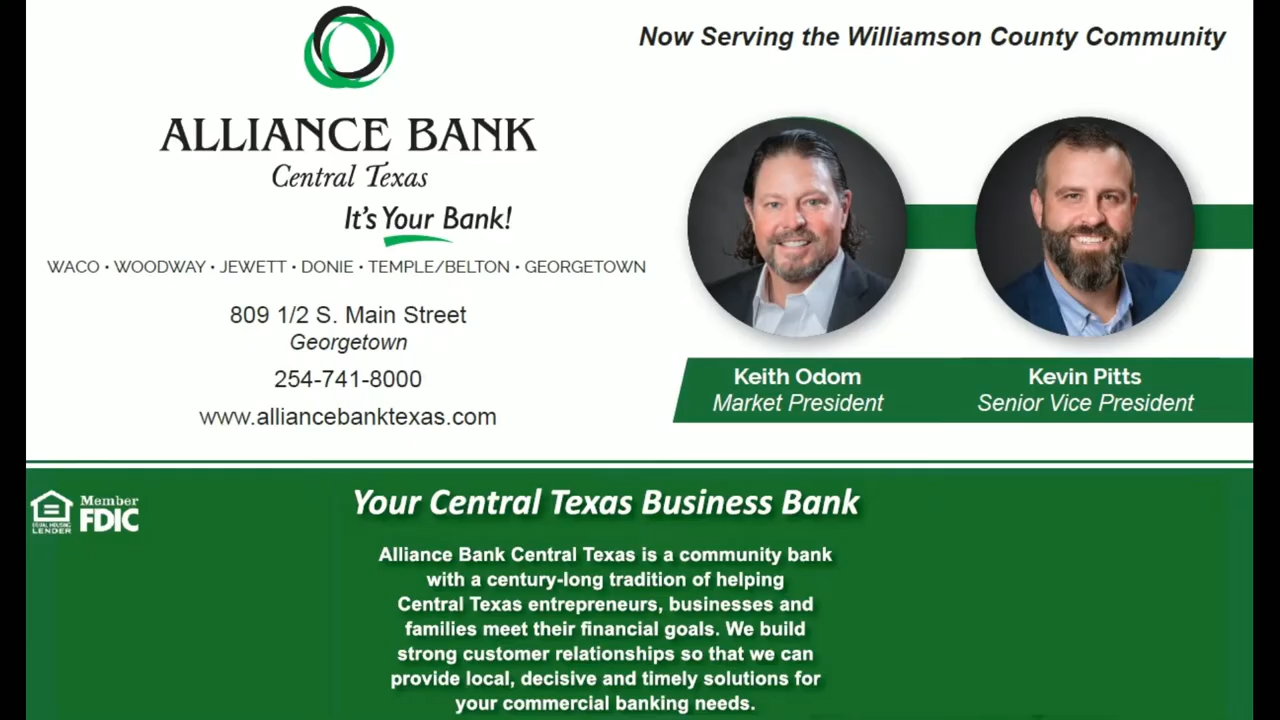 Now Serving the Williamson County Community
ALLIANCE BANK
Central Texas
It's Your Bank!
WACO • WOODWAY • JEWETT • DONIE • TEMPLE/BELTON • GEORGETOWN
809 1/2 S. Main Street
Georgetown
254-741-8000
www.alliancebanktexas.com
Keith Odom
Market President
Kevin Pitts
Senior Vice President
EQUAL HOUSING
LENDER
Member
FDIC
Your Central Texas Business Bank
Alliance Bank Central Texas is a community bank
with a century-long tradition of helping
Central Texas entrepreneurs, businesses and
families meet their financial goals. We build
strong customer relationships so that we can
provide local, decisive and timely solutions for
your commercial banking needs.